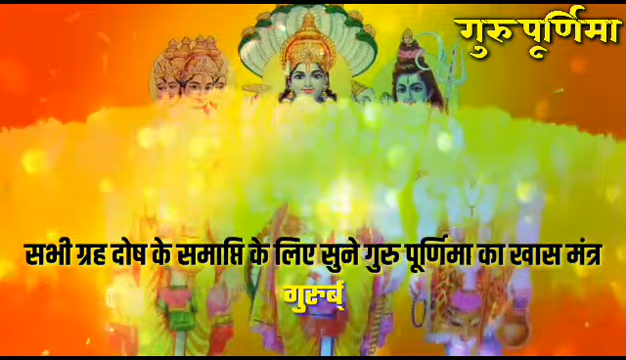 गुरु पूर्णिमा
सभी ग्रह दोष के समाप्ति के लिए सुने गुरु पूर्णिमा का खास मंत्र
गुरुर्ब्